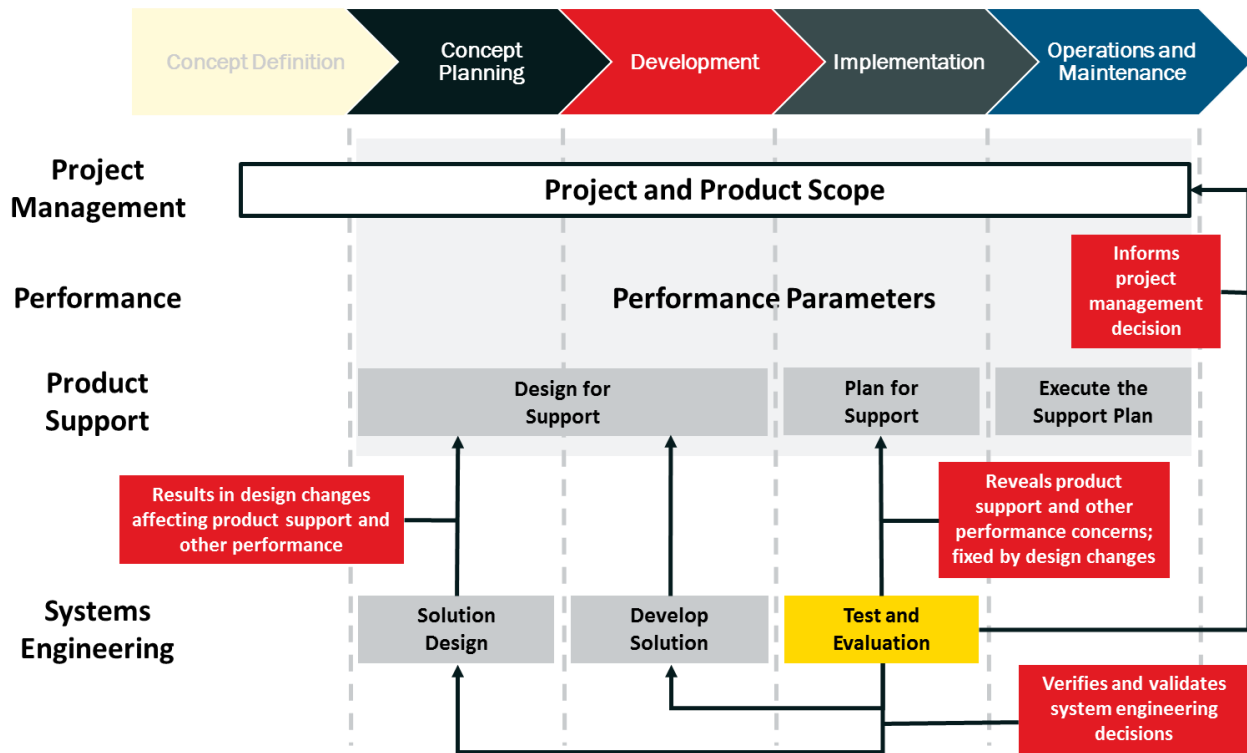 Concept Definition
Concept
Planning
Development
Implementation
Operations and
Maintenance
Project
Management
Project and Product Scope
Performance
Performance Parameters
Informs
project
management
decision
Product
Support
Design for
Support
Plan for
Support
Execute the
Support Plan
Results in design changes
affecting product support and
other performance
Reveals product
support and other
performance concerns;
fixed by design changes
Systems
Engineering
Solution
Design
Develop
Solution
Test and
Evaluation
Verifies and validates
system engineering
decisions